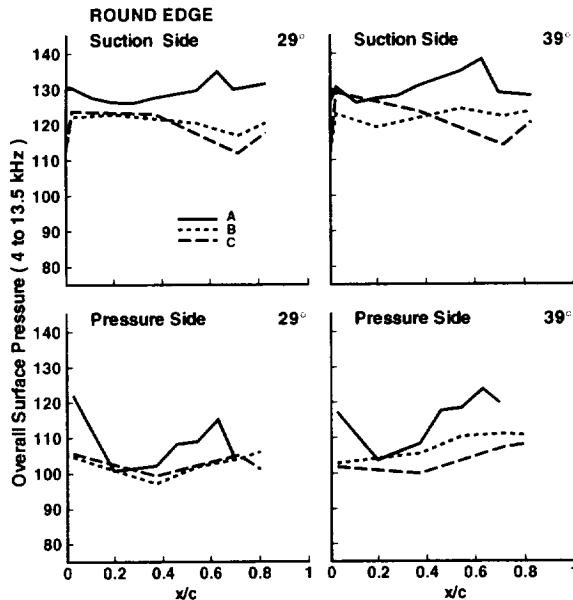 ROUND EDGE
Suction Side 29° Suction Side 39°
140
130
120
110
100
90
80
A
B
C
Overall Surface Pressure ( 4 to 13.5 kHz )
Pressure Side 29° Pressure Side 39°
140
130
120
110
100
90
80
0 0.2 0.4 0.6 0.8 1 0 0.2 0.4 0.6 0.8 1
x/c x/c